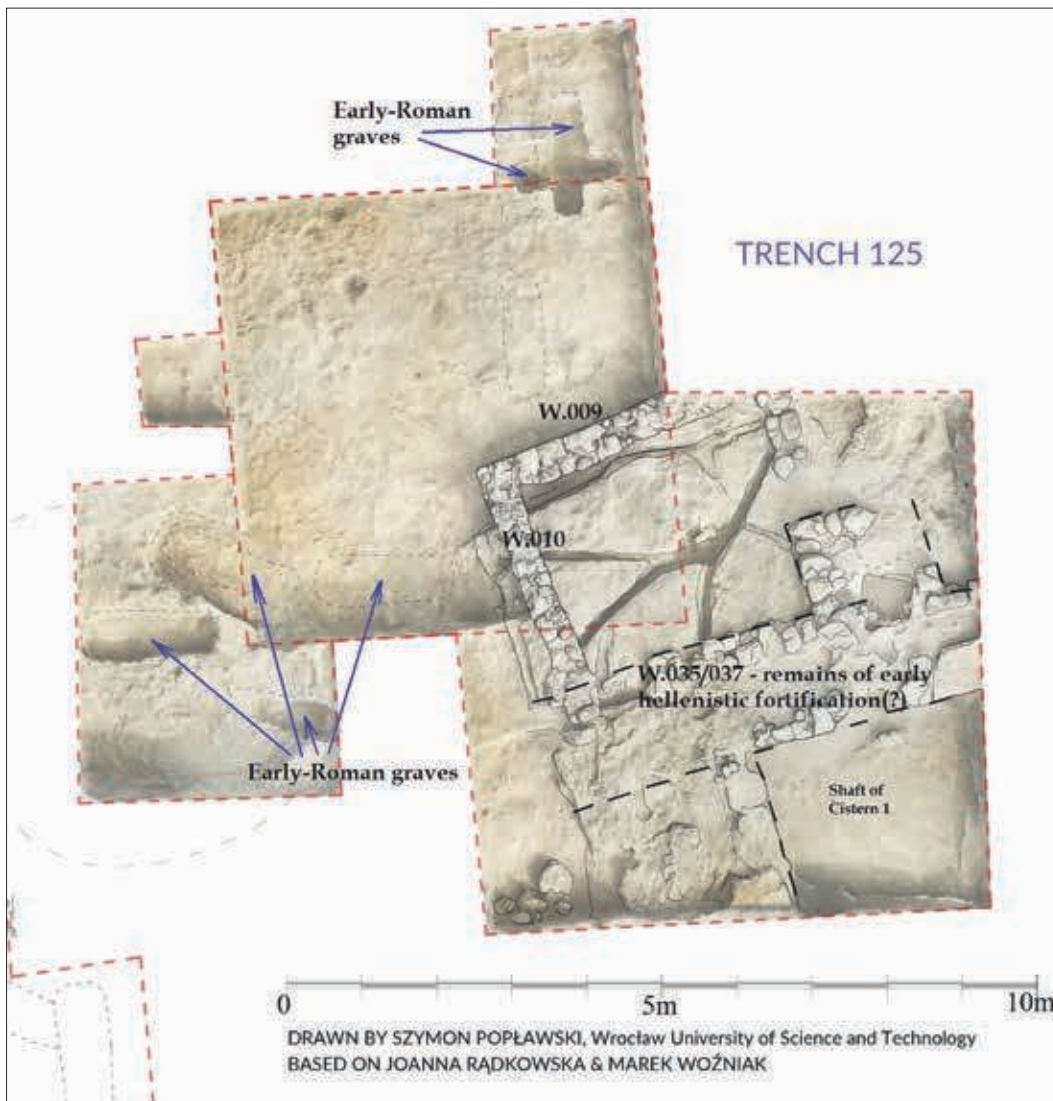 Early-Roman
graves
TRENCH 125
W.009
W.010
W.035/037 - remains of early
hellenistic fortification(?)
Early-Roman graves
Shaft of
Cistern 1
0
5m
10m
DRAWN BY SZYMON POPŁAWSKI, Wrocław University of Science and Technology
BASED ON JOANNA RĄDKOWSKA & MAREK WOŹNIAK